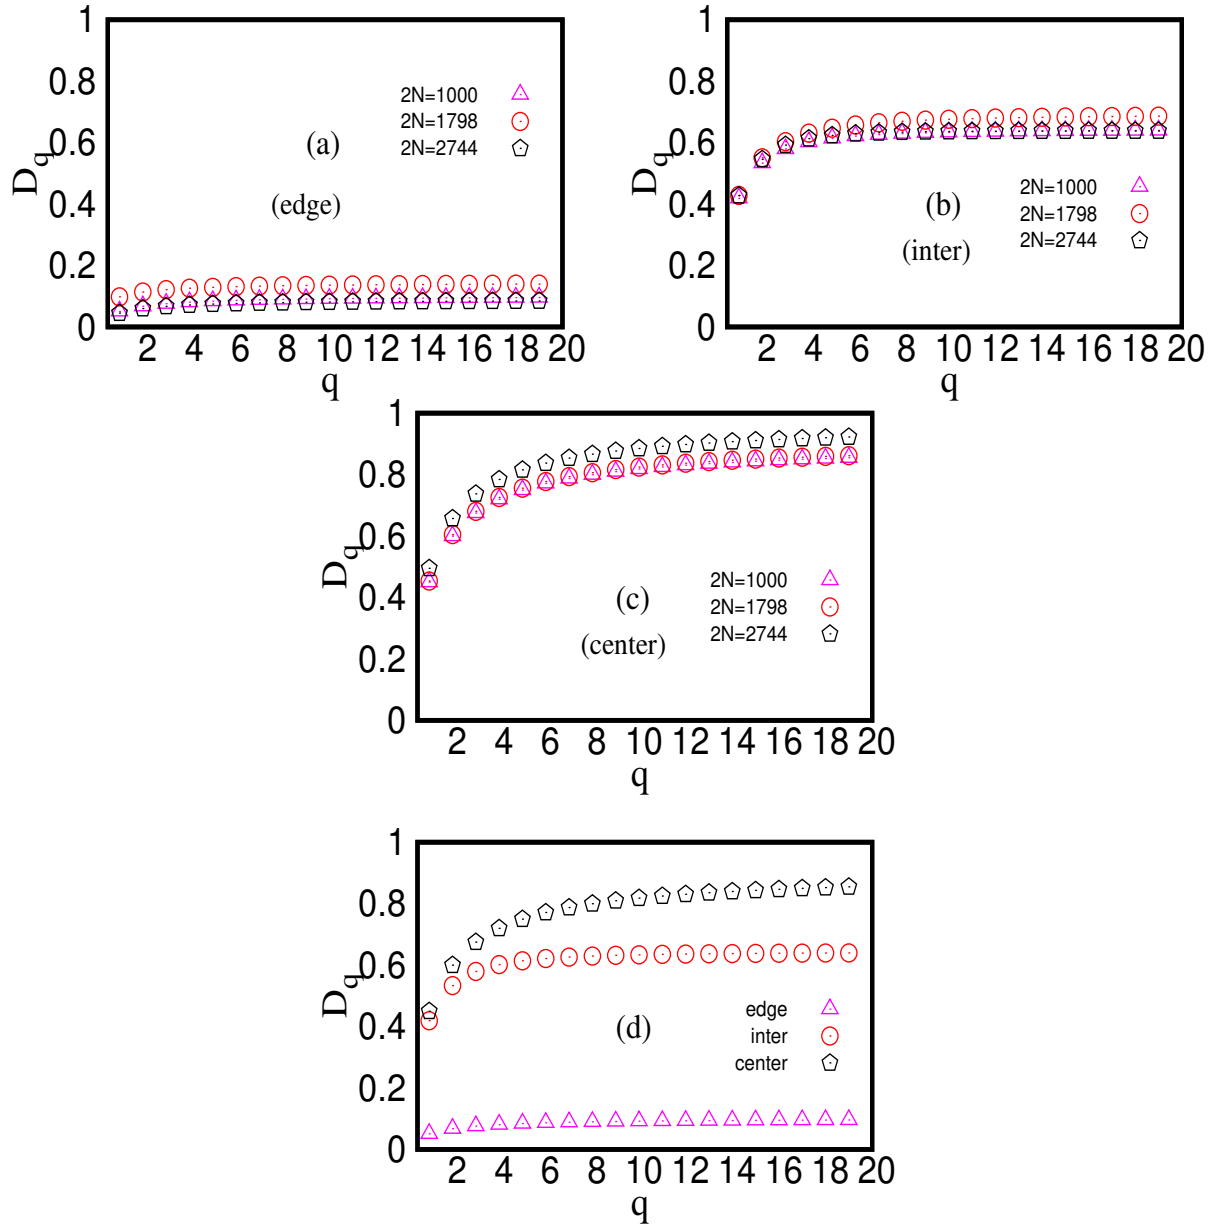 1
0.8
0.6
0.4
0.2
0
D_q
2N=1000
2N=1798
2N=2744
(a)
(edge)
2 4 6 8 10 12 14 16 18 20
q
1
0.8
0.6
0.4
0.2
0
D_q
2N=1000
2N=1798
2N=2744
(b)
(inter)
2 4 6 8 10 12 14 16 18 20
q
1
0.8
0.6
0.4
0.2
0
D_q
2N=1000
2N=1798
2N=2744
(c)
(center)
2 4 6 8 10 12 14 16 18 20
q
1
0.8
0.6
0.4
0.2
0
D_q
edge
inter
center
(d)
2 4 6 8 10 12 14 16 18 20
q